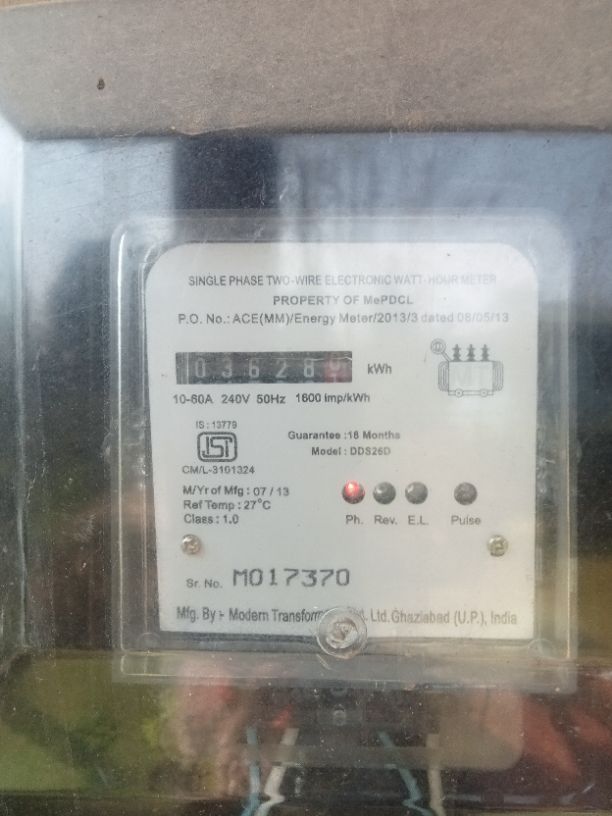 SINGLE PHASE TWO-WIRE ELECTRONIC WATT-HOUR METER
PROPERTY OF MePDCL
P.O. No.: ACE(MM)/Energy Meter/2013/3 dated 08/05/13
03628 kWh
10-60A 240V 50Hz 1600 imp/kWh
IS : 13779
ISI
CM/L-3101324
Guarantee :18 Months
Model : DDS26D
M/Yr of Mfg : 07 / 13
Ref Temp : 27°C
Class : 1.0
Ph. Rev. E.L. Pulse
Sr. No. M017370
Mfg. By :- Modern Ltd. Ghaziabad (U.P.), India